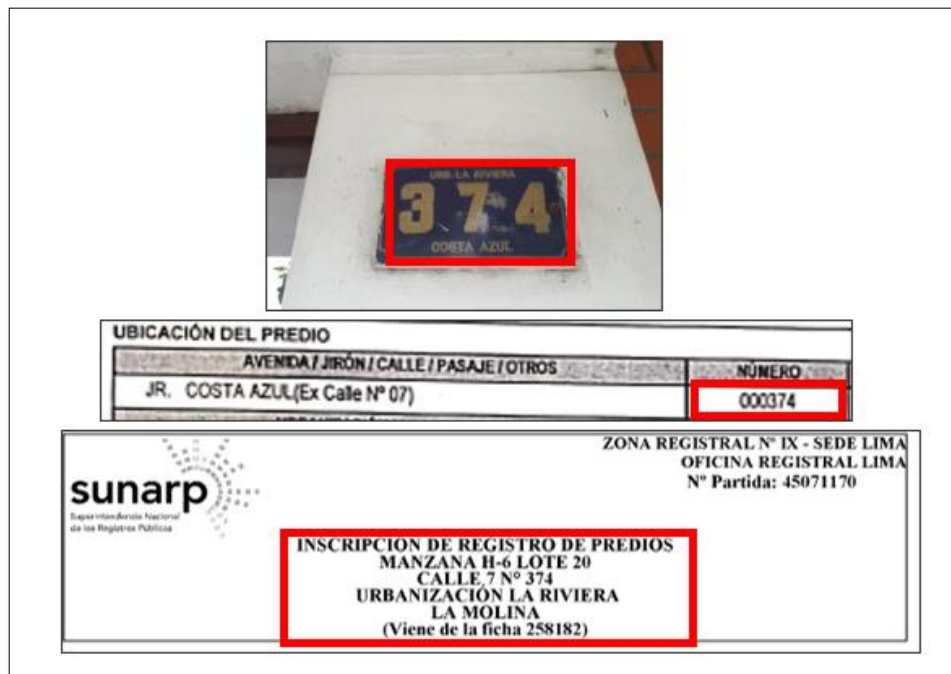 URB. LA RIVIERA
374
COSTA AZUL
UBICACIÓN DEL PREDIO
AVENIDA / JIRÓN / CALLE / PASAJE / OTROS
NÚMERO
JR. COSTA AZUL(Ex Calle Nº 07)
000374
ZONA REGISTRAL Nº IX - SEDE LIMA
OFICINA REGISTRAL LIMA
Nº Partida: 45071170
sunarp
Superintendencia Nacional
de los Registros Públicos
INSCRIPCION DE REGISTRO DE PREDIOS
MANZANA H-6 LOTE 20
CALLE 7 Nº 374
URBANIZACIÓN LA RIVIERA
LA MOLINA
(Viene de la ficha 258182)